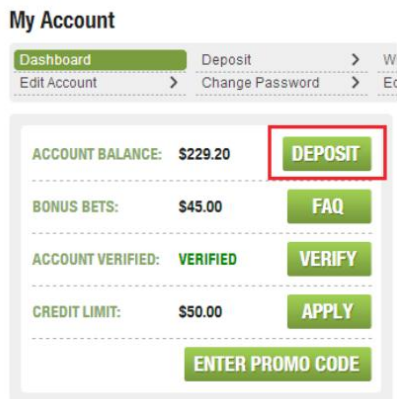 My Account
Dashboard Deposit > W
Edit Account > Change Password > Ec
ACCOUNT BALANCE: $229.20 DEPOSIT
BONUS BETS: $45.00 FAQ
ACCOUNT VERIFIED: VERIFIED VERIFY
CREDIT LIMIT: $50.00 APPLY
ENTER PROMO CODE